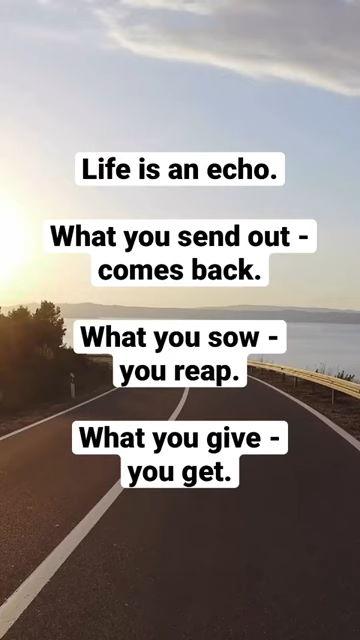 Life is an echo.
What you send out -
comes back.
What you sow -
you reap.
What you give -
you get.